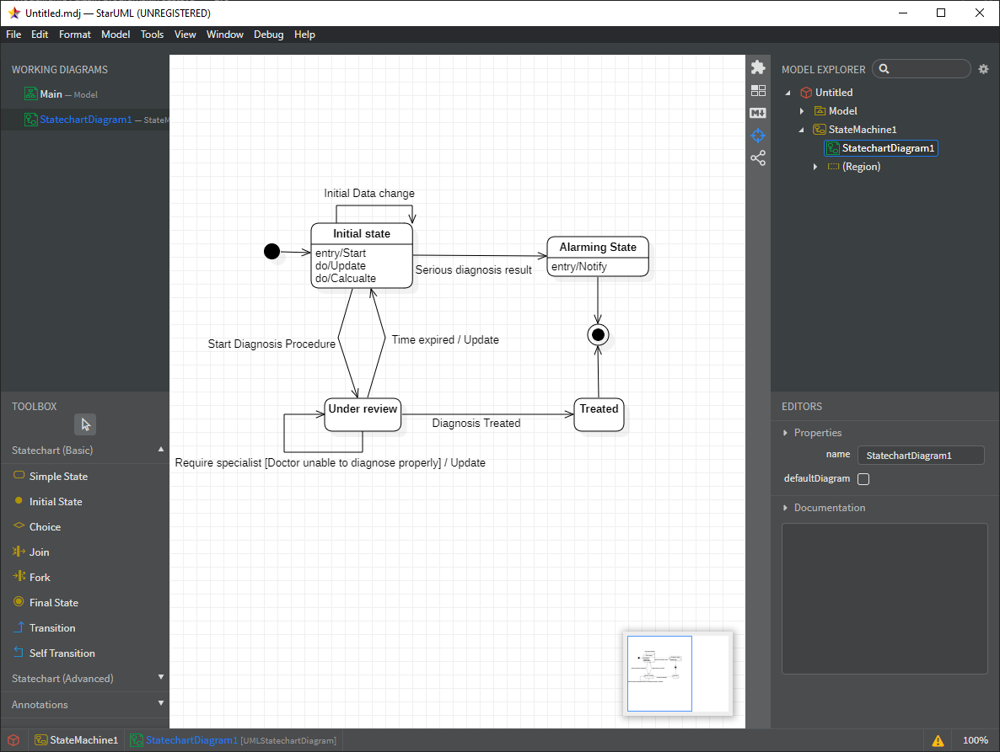 Untitled.mdj — StarUML (UNREGISTERED)
File Edit Format Model Tools View Window Debug Help
WORKING DIAGRAMS
Main — Model
StatechartDiagram1 — StateM
TOOLBOX
Statechart (Basic)
Simple State
Initial State
Choice
Join
Fork
Final State
Transition
Self Transition
Statechart (Advanced)
Annotations
Initial Data change
Initial state
entry/Start
do/Update
do/Calcualte
Serious diagnosis result
Alarming State
entry/Notify
Start Diagnosis Procedure
Time expired / Update
Under review
Diagnosis Treated
Treated
Require specialist [Doctor unable to diagnose properly] / Update
MODEL EXPLORER
Untitled
Model
StateMachine1
StatechartDiagram1
(Region)
EDITORS
Properties
name StatechartDiagram1
defaultDiagram
Documentation
StateMachine1 StatechartDiagram1 [UMLStatechartDiagram] 100%